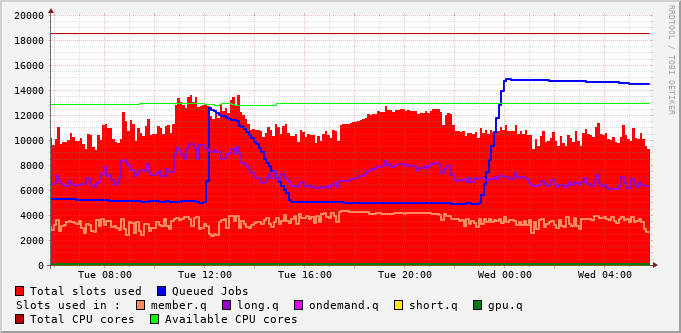 20000
18000
16000
14000
12000
10000
8000
6000
4000
2000
0
Tue 08:00 Tue 12:00 Tue 16:00 Tue 20:00 Wed 00:00 Wed 04:00
Total slots used Queued Jobs
Slots used in : member.q long.q ondemand.q short.q gpu.q
Total CPU cores Available CPU cores
RRDTOOL / TOBI OETIKER